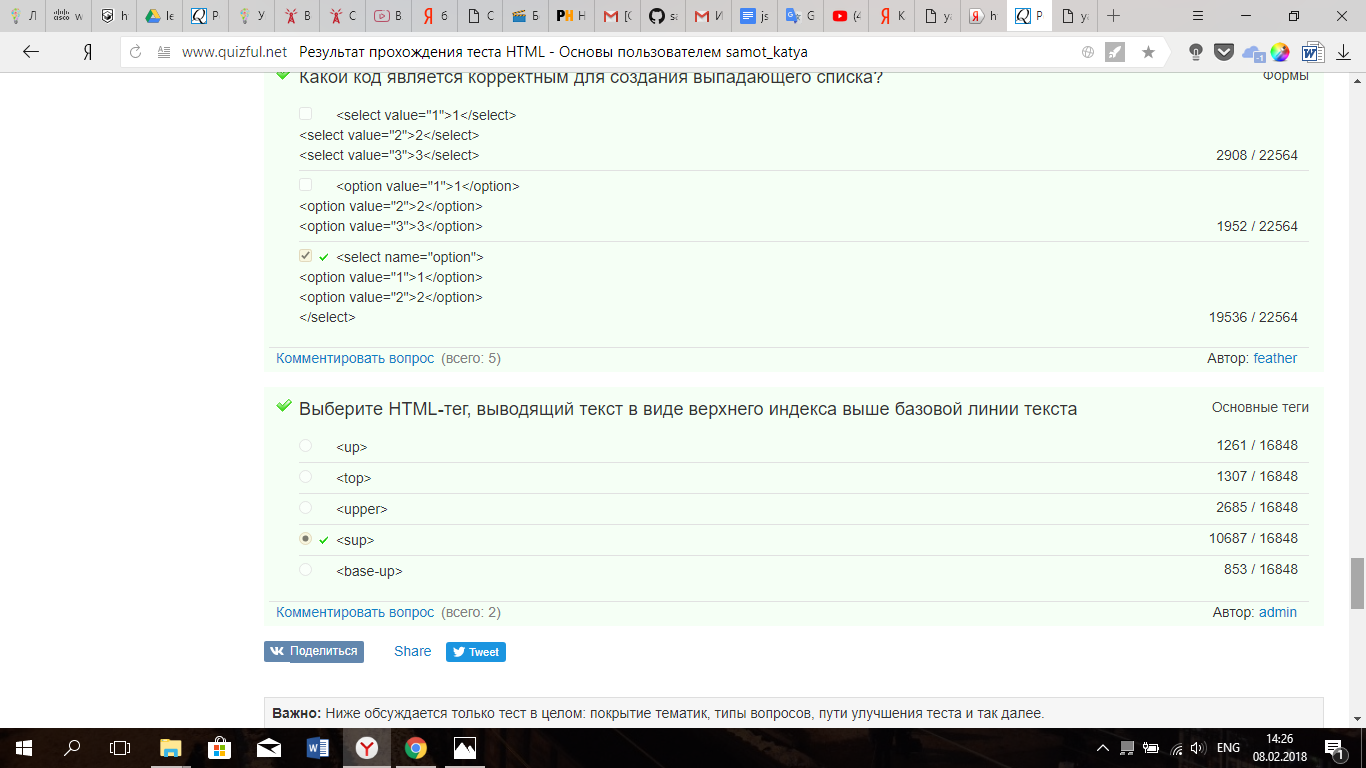 Л
w
h
le
P
У
В
С
В.
б
С
Б
PH Н
[С
sa
И
js
G
(4
К
уа
h
P
уа
www.quizful.net Результат прохождения теста HTML - Основы пользователем samot_katya
-1
Какой код является корректным для создания выпадающего списка?
Формы
<select value="1">1</select>
<select value="2">2</select>
<select value="3">3</select> 2908 / 22564
<option value="1">1</option>
<option value="2">2</option>
<option value="3">3</option> 1952 / 22564
<select name="option">
<option value="1">1</option>
<option value="2">2</option>
</select> 19536 / 22564
Комментировать вопрос (всего: 5) Автор: feather
Выберите HTML-тег, выводящий текст в виде верхнего индекса выше базовой линии текста Основные теги
<up> 1261 / 16848
<top> 1307 / 16848
<upper> 2685 / 16848
<sup> 10687 / 16848
<base-up> 853 / 16848
Комментировать вопрос (всего: 2) Автор: admin
Поделиться Share Tweet
Важно: Ниже обсуждается только тест в целом: покрытие тематик, типы вопросов, пути улучшения теста и так далее.
ENG
14:26
08.02.2018
1